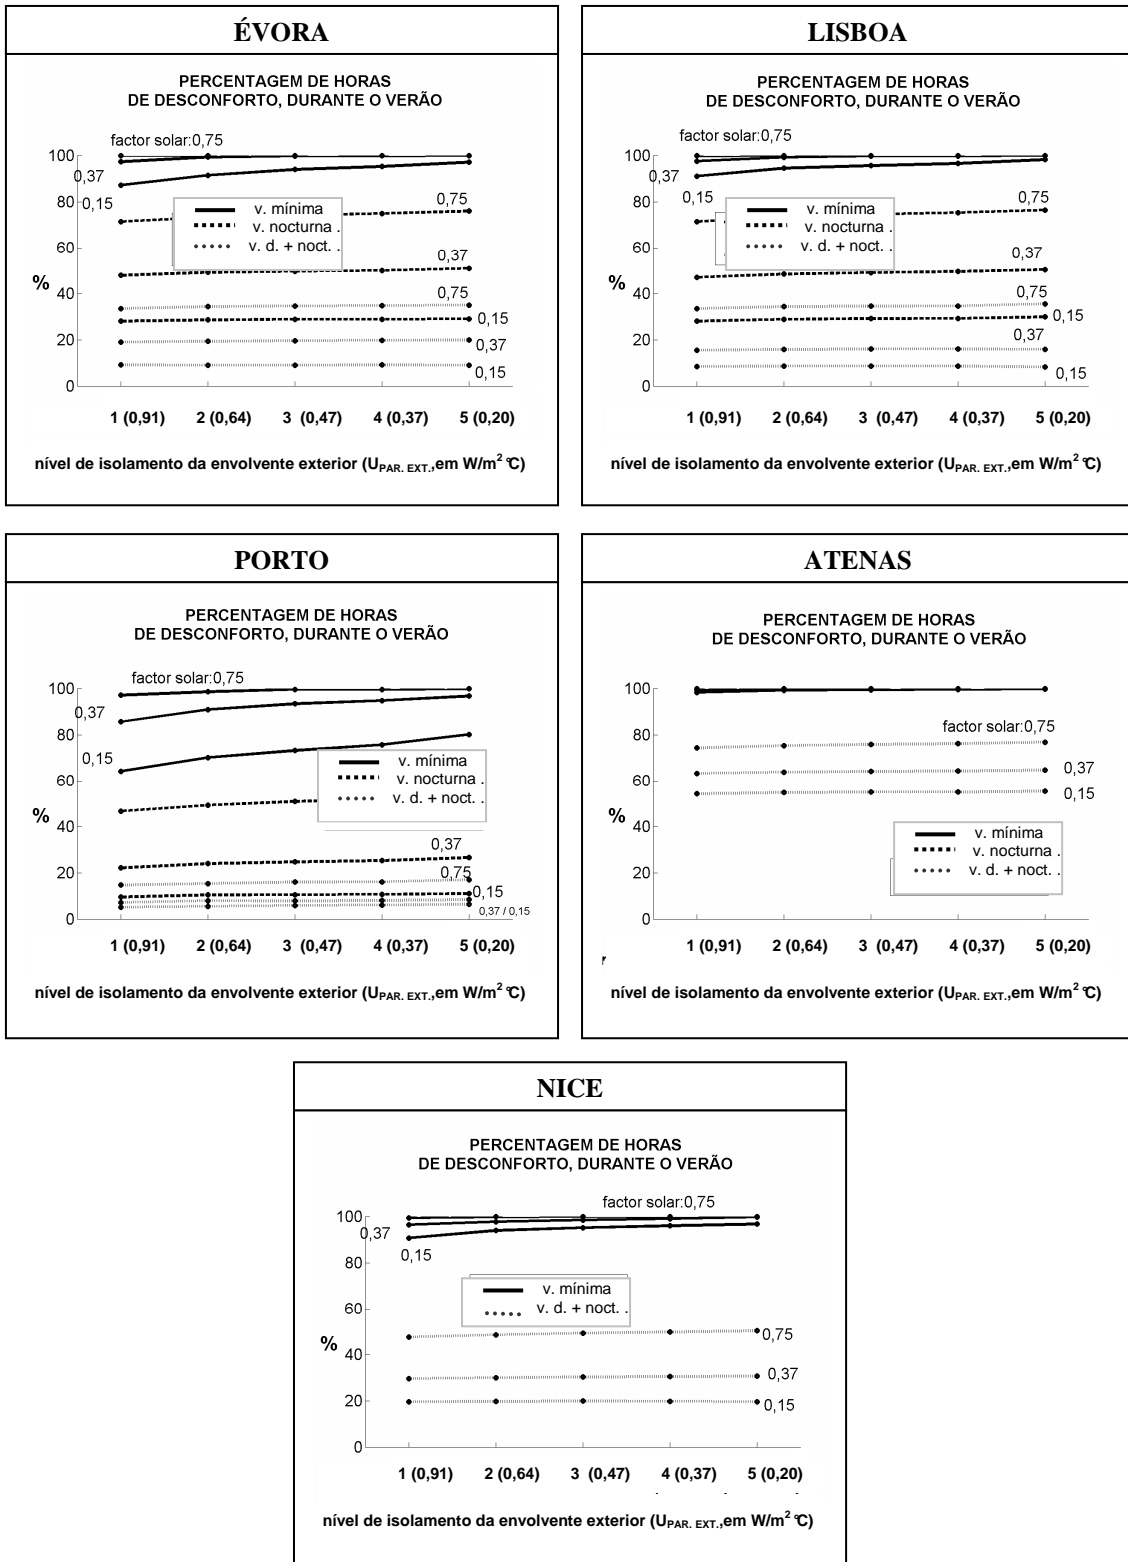 ÉVORA
PERCENTAGEM DE HORAS
DE DESCONFORTO, DURANTE O VERÃO
factor solar:0,75
100
0,37
80
0,15
0,75
v. mínima
v. nocturna .
v. d. + noct. .
60
0,37
%
40
0,75
0,15
20
0,37
0,15
0
1 (0,91) 2 (0,64) 3 (0,47) 4 (0,37) 5 (0,20)
nível de isolamento da envolvente exterior (UPAR. EXT.,em W/m2 ºC)
LISBOA
PERCENTAGEM DE HORAS
DE DESCONFORTO, DURANTE O VERÃO
factor solar:0,75
100
0,37
80
0,15
0,75
v. mínima
v. nocturna .
v. d. + noct. .
60
0,37
%
40
0,75
0,15
20
0,37
0,15
0
1 (0,91) 2 (0,64) 3 (0,47) 4 (0,37) 5 (0,20)
nível de isolamento da envolvente exterior (UPAR. EXT.,em W/m2 ºC)
PORTO
PERCENTAGEM DE HORAS
DE DESCONFORTO, DURANTE O VERÃO
factor solar:0,75
100
0,37
80
0,15
v. mínima
v. nocturna .
v. d. + noct. .
60
%
40
0,37
20
0,75
0,15
0,37 / 0,15
0
1 (0,91) 2 (0,64) 3 (0,47) 4 (0,37) 5 (0,20)
nível de isolamento da envolvente exterior (UPAR. EXT.,em W/m2 ºC)
ATENAS
PERCENTAGEM DE HORAS
DE DESCONFORTO, DURANTE O VERÃO
100
factor solar:0,75
80
0,37
60
0,15
%
40
v. mínima
v. nocturna .
v. d. + noct. .
20
0
1 (0,91) 2 (0,64) 3 (0,47) 4 (0,37) 5 (0,20)
nível de isolamento da envolvente exterior (UPAR. EXT.,em W/m2 ºC)
NICE
PERCENTAGEM DE HORAS
DE DESCONFORTO, DURANTE O VERÃO
factor solar:0,75
100
0,37
0,15
80
v. mínima
v. d. + noct. .
60
0,75
%
40
0,37
20
0,15
0
1 (0,91) 2 (0,64) 3 (0,47) 4 (0,37) 5 (0,20)
nível de isolamento da envolvente exterior (UPAR. EXT.,em W/m2 ºC)